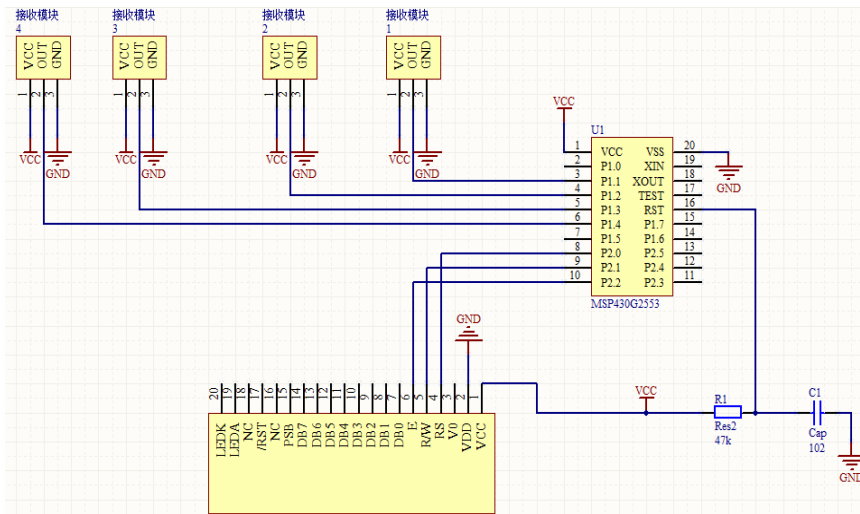 接收模块
4
VCC
OUT
GND
1
2
3
VCC
GND
接收模块
3
VCC
OUT
GND
1
2
3
VCC
GND
接收模块
2
VCC
OUT
GND
1
2
3
VCC
GND
接收模块
1
VCC
OUT
GND
1
2
3
VCC
GND
VCC
U1
1 VCC VSS 20
2 P1.0 XIN 19
3 P1.1 XOUT 18
4 P1.2 TEST 17
5 P1.3 RST 16
6 P1.4 P1.7 15
7 P1.5 P1.6 14
8 P2.0 P2.5 13
9 P2.1 P2.4 12
10 P2.2 P2.3 11
MSP430G2553
GND
GND
20 LEDK
19 LEDA
18 NC
17 /RST
16 NC
15 PSB
14 DB7
13 DB6
12 DB5
11 DB4
10 DB3
9 DB2
8 DB1
7 DB0
6 E
5 R/W
4 RS
3 V0
2 VDD
1 VCC
VCC
R1
Res2
47k
C1
Cap
102
GND